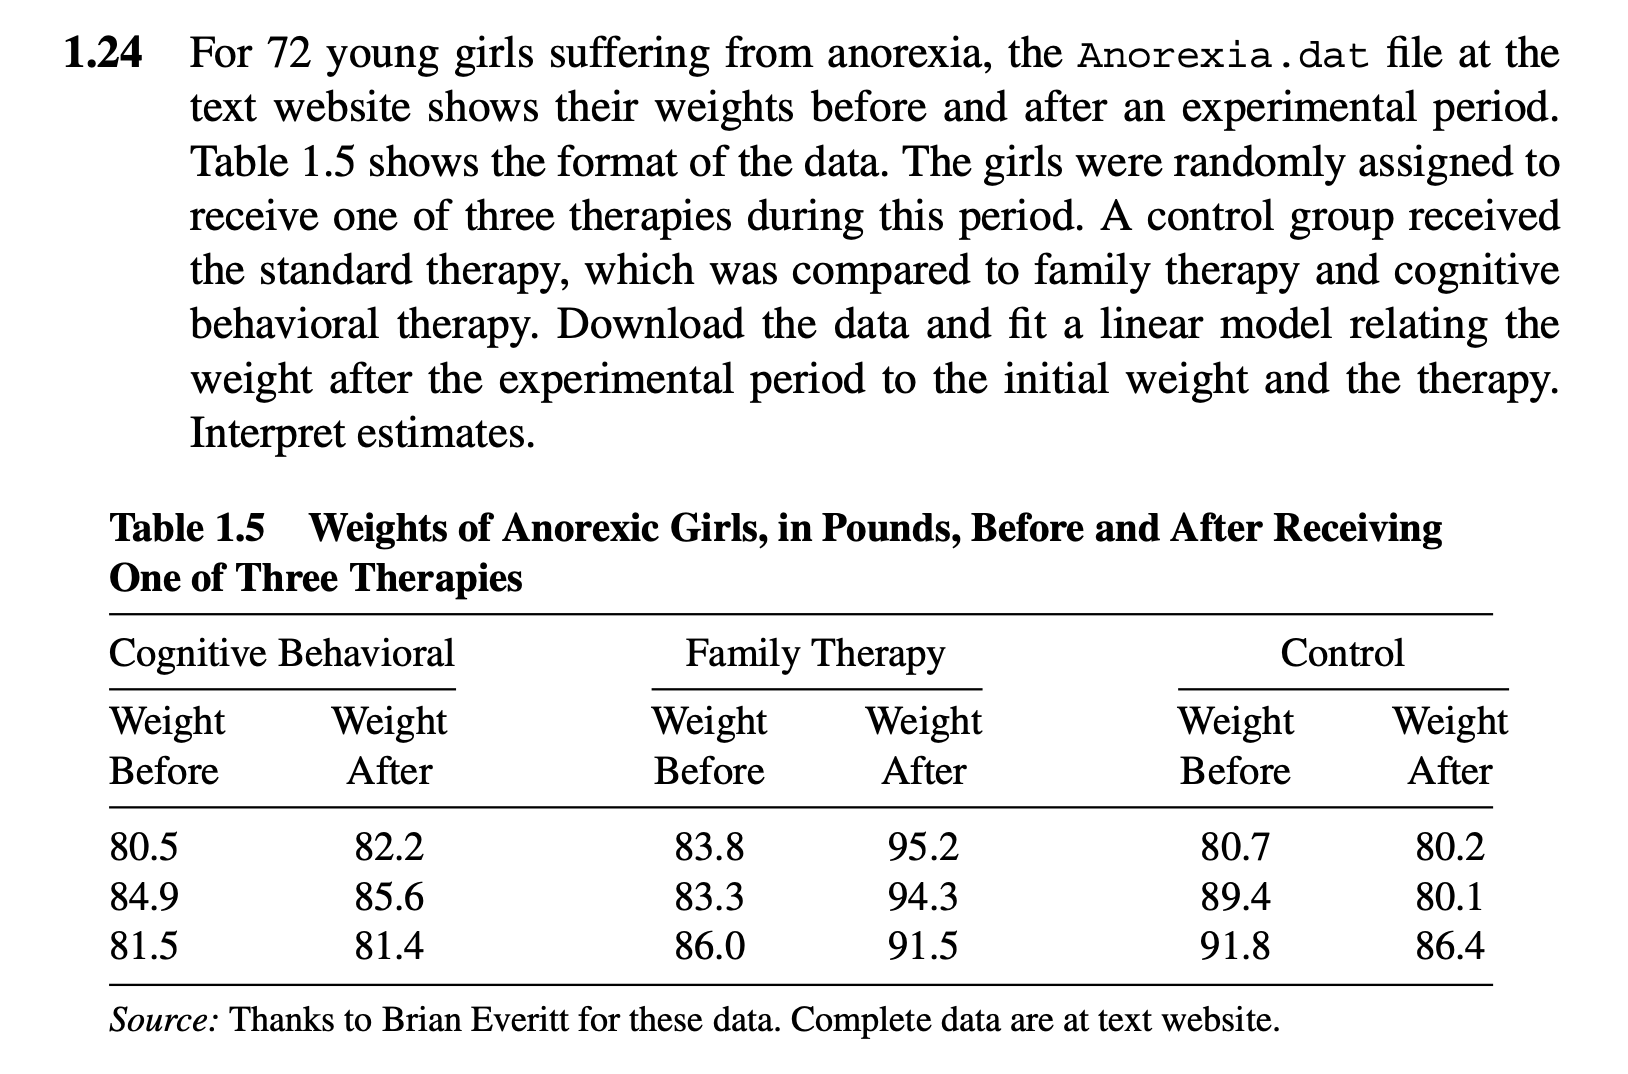 1.24 For 72 young girls suffering from anorexia, the Anorexia.dat file at the
text website shows their weights before and after an experimental period.
Table 1.5 shows the format of the data. The girls were randomly assigned to
receive one of three therapies during this period. A control group received
the standard therapy, which was compared to family therapy and cognitive
behavioral therapy. Download the data and fit a linear model relating the
weight after the experimental period to the initial weight and the therapy.
Interpret estimates.
Table 1.5 Weights of Anorexic Girls, in Pounds, Before and After Receiving
One of Three Therapies
Cognitive Behavioral Family Therapy Control
Weight Weight Weight Weight Weight Weight
Before After Before After Before After
80.5 82.2 83.8 95.2 80.7 80.2
84.9 85.6 83.3 94.3 89.4 80.1
81.5 81.4 86.0 91.5 91.8 86.4
Source: Thanks to Brian Everitt for these data. Complete data are at text website.